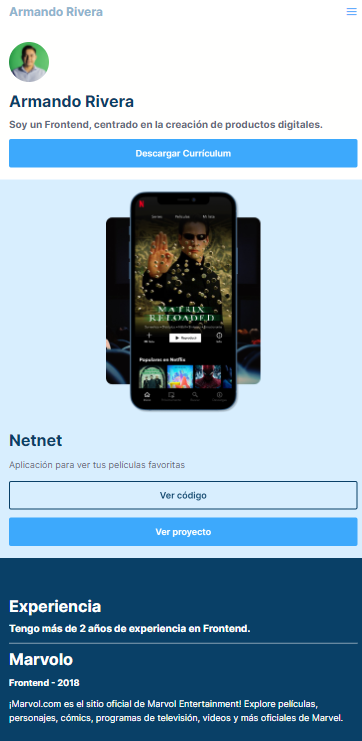 Armando Rivera
Armando Rivera
Soy un Frontend, centrado en la creación de productos digitales.
Descargar Currículum
Series Películas Mi lista
MATRIX
RELOADED
Populares en Netflix
Netnet
Aplicación para ver tus películas favoritas
Ver código
Ver proyecto
Experiencia
Tengo más de 2 años de experiencia en Frontend.
Marvolo
Frontend - 2018
¡Marvol.com es el sitio oficial de Marvol Entertainment! Explore películas,
personajes, cómics, programas de televisión, videos y más oficiales de Marvel.